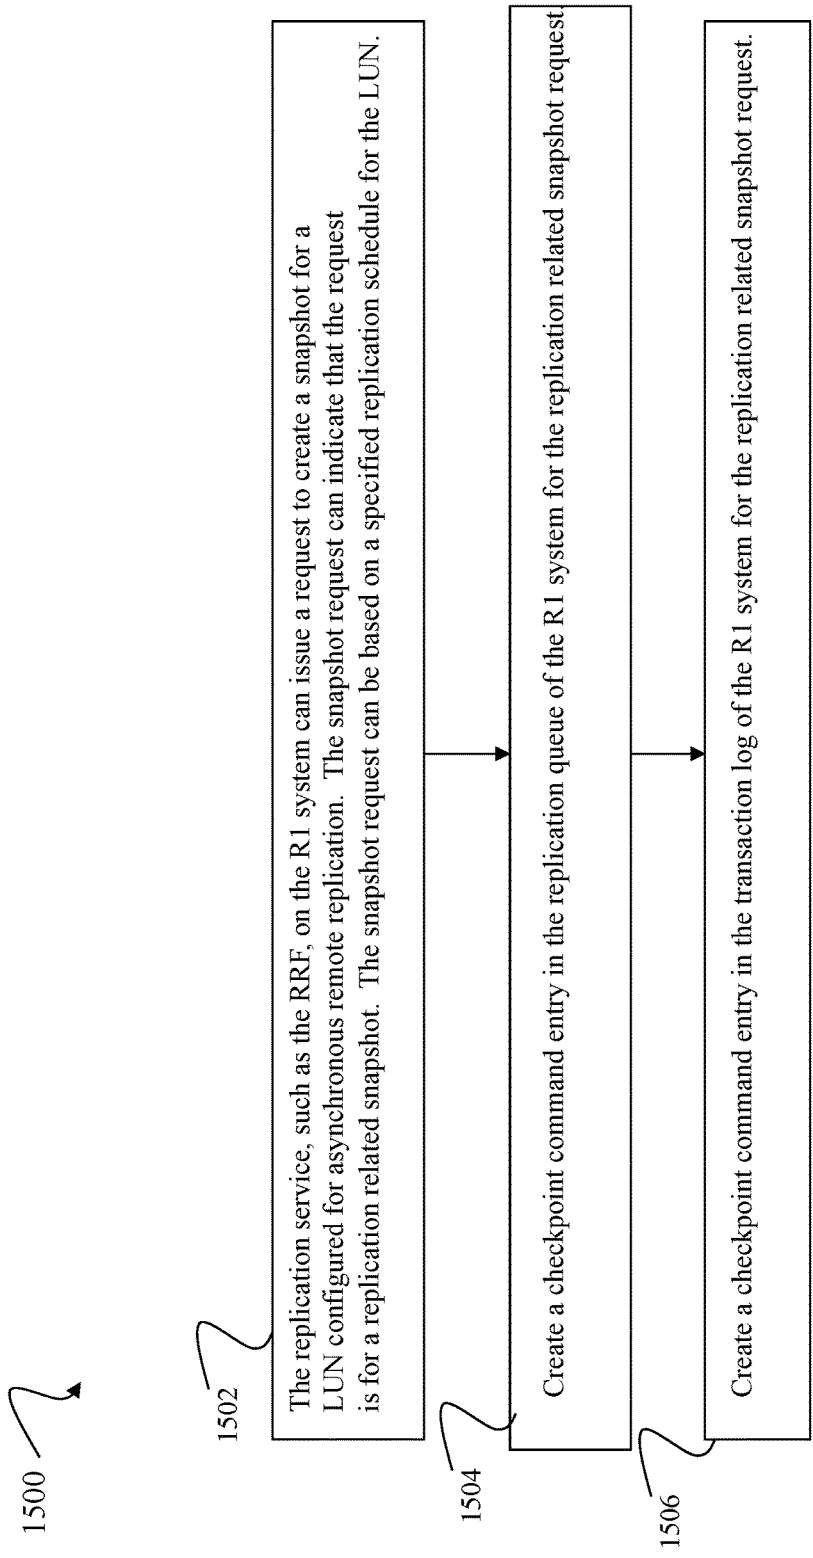 1500
1502
The replication service, such as the RRF, on the R1 system can issue a request to create a snapshot for a
LUN configured for asynchronous remote replication. The snapshot request can indicate that the request
is for a replication related snapshot. The snapshot request can be based on a specified replication schedule for the LUN.
1504
Create a checkpoint command entry in the replication queue of the R1 system for the replication related snapshot request.
1506
Create a checkpoint command entry in the transaction log of the R1 system for the replication related snapshot request.